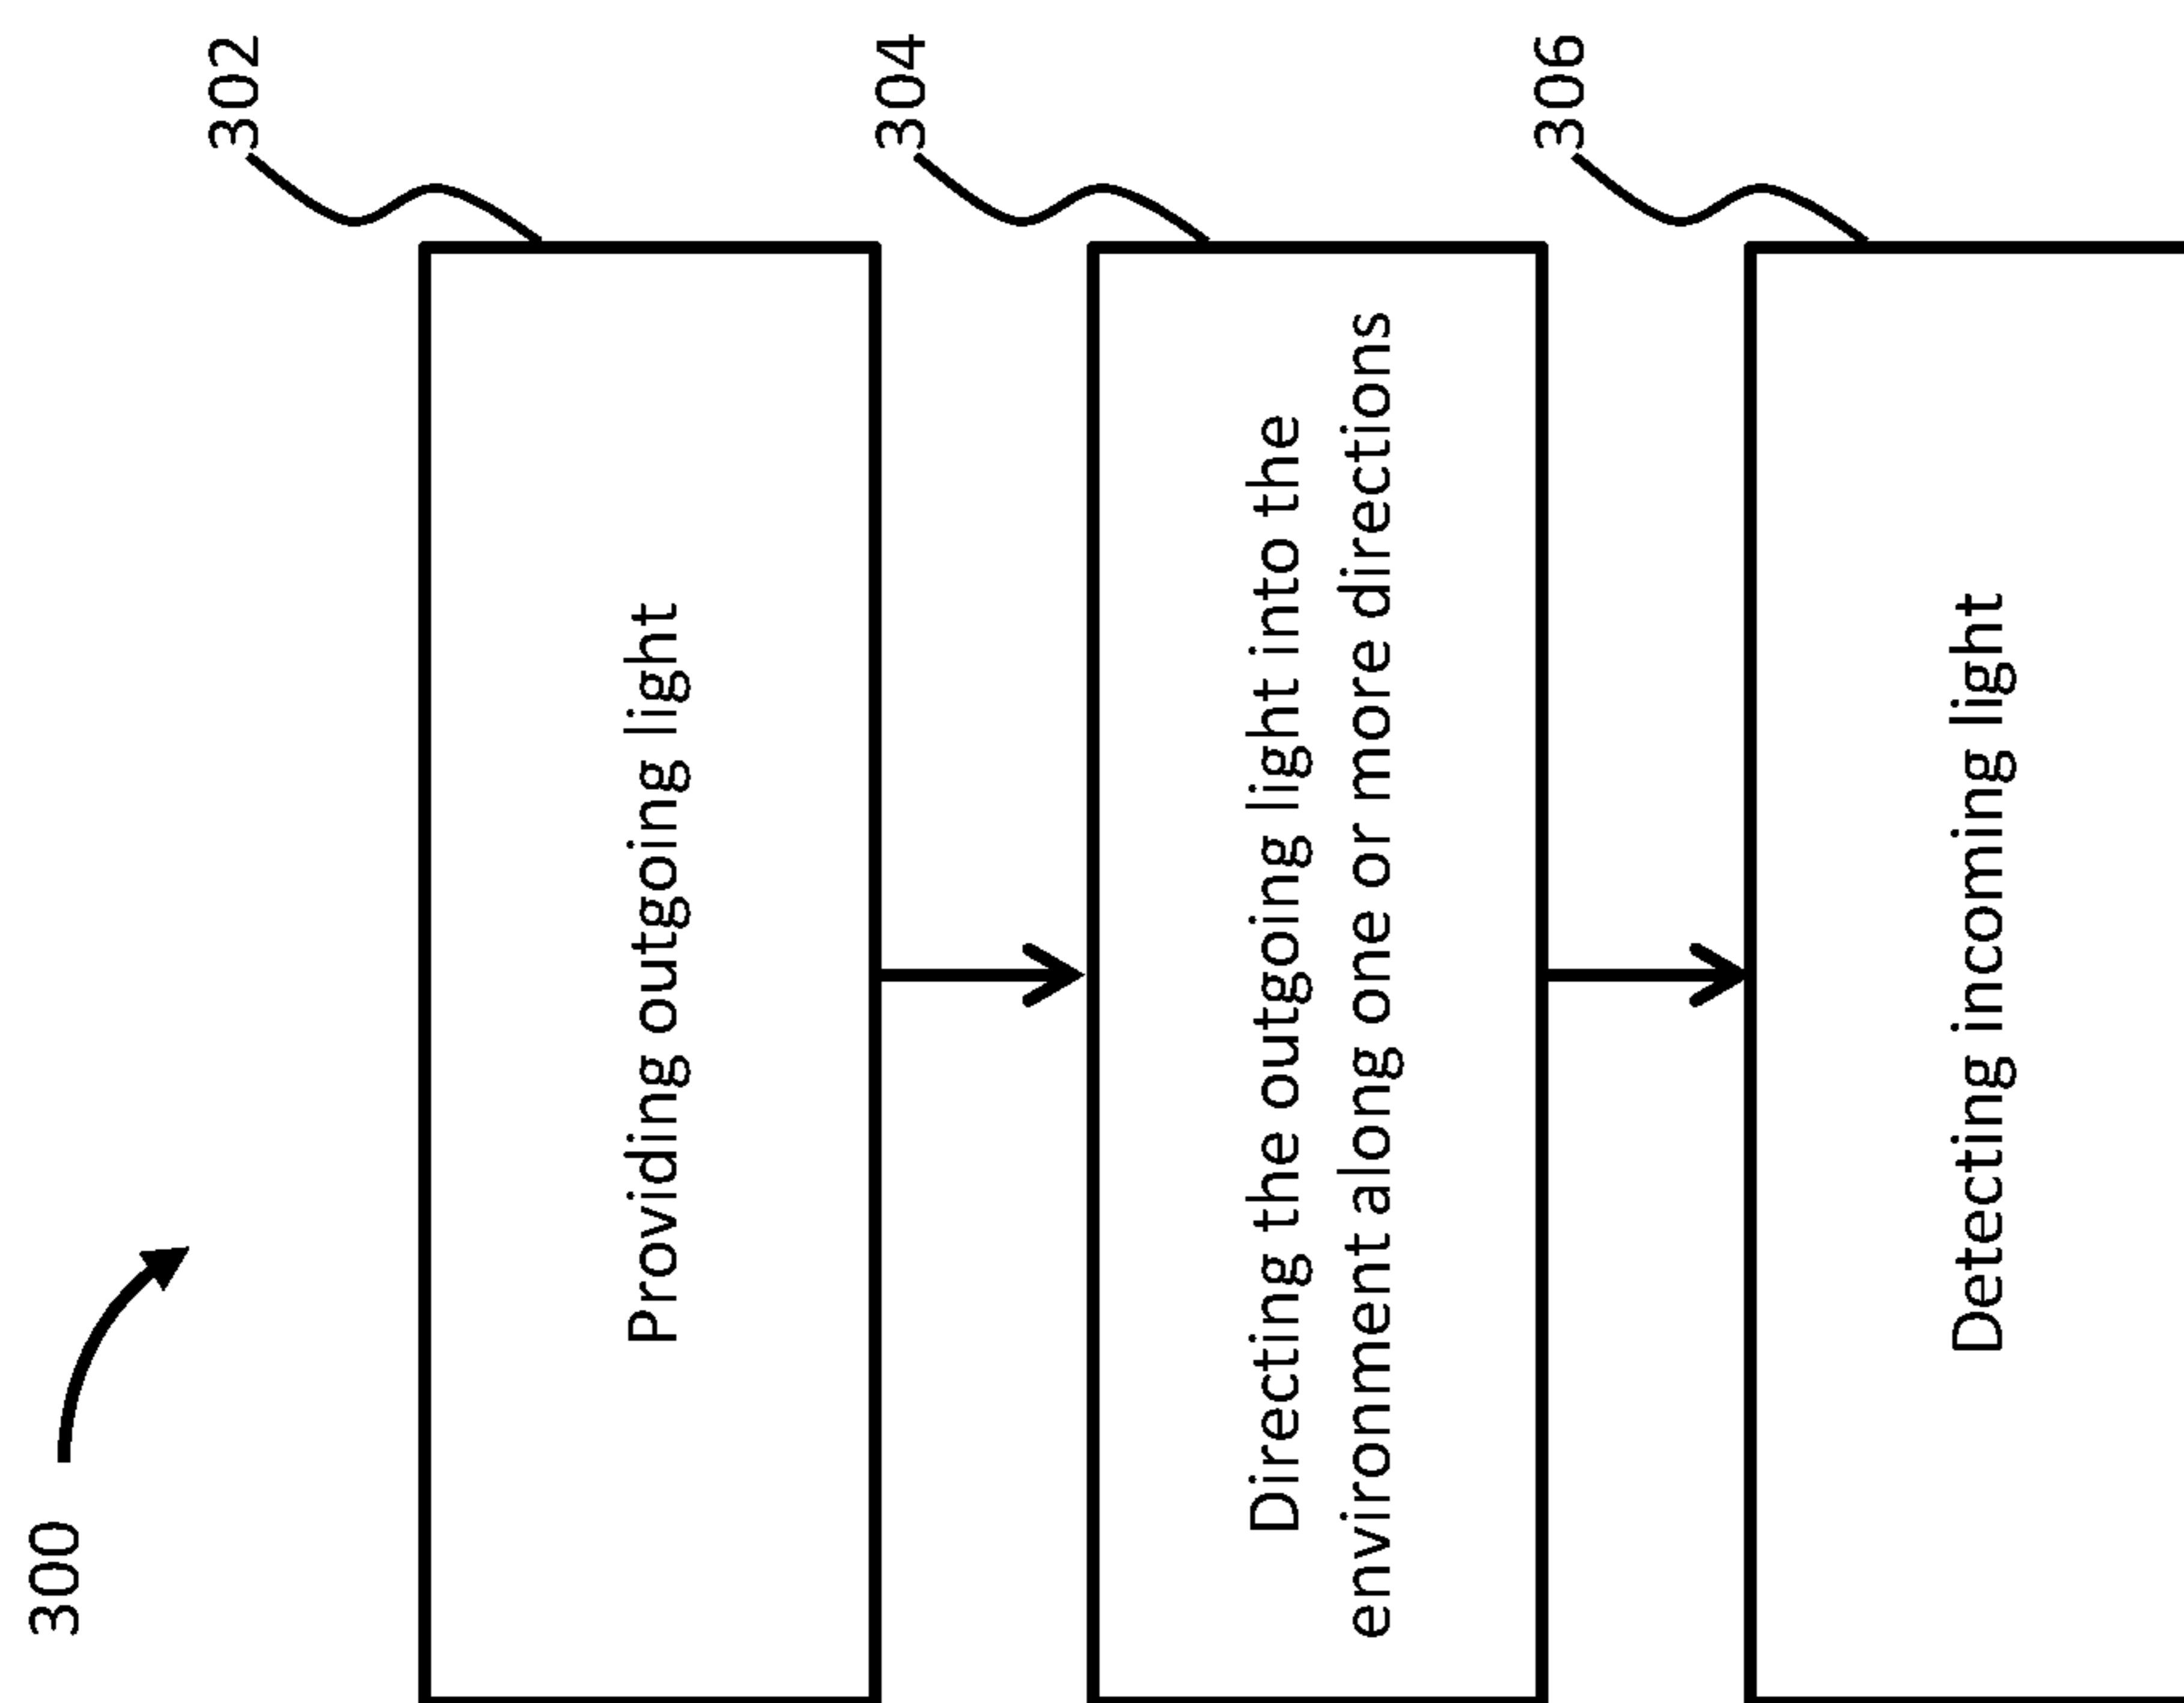 300
302
Providing outgoing light
304
Directing the outgoing light into the
environment along one or more directions
306
Detecting incoming light